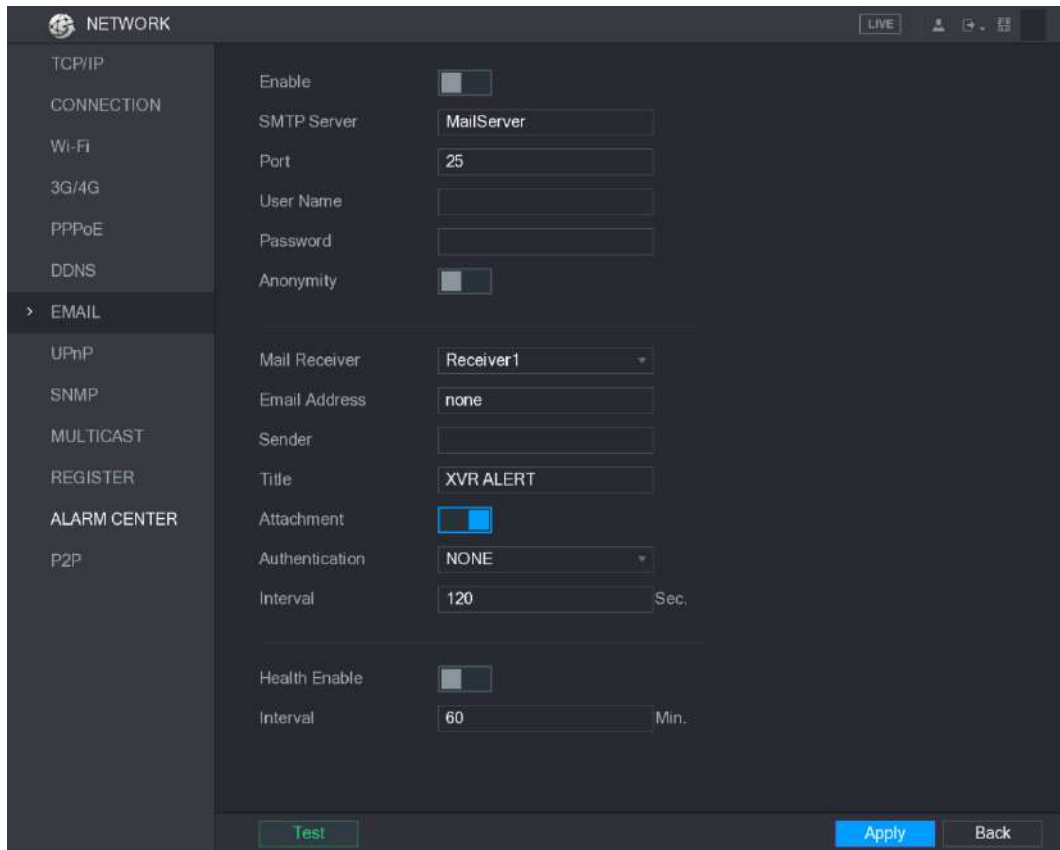 NETWORK
LIVE
TCP/IP
CONNECTION
Wi-Fi
3G/4G
PPPoE
DDNS
> EMAIL
UPnP
SNMP
MULTICAST
REGISTER
ALARM CENTER
P2P
Enable
SMTP Server MailServer
Port 25
User Name
Password
Anonymity
Mail Receiver Receiver1
Email Address none
Sender
Title XVR ALERT
Attachment
Authentication NONE
Interval 120 Sec.
Health Enable
Interval 60 Min.
Test Apply Back